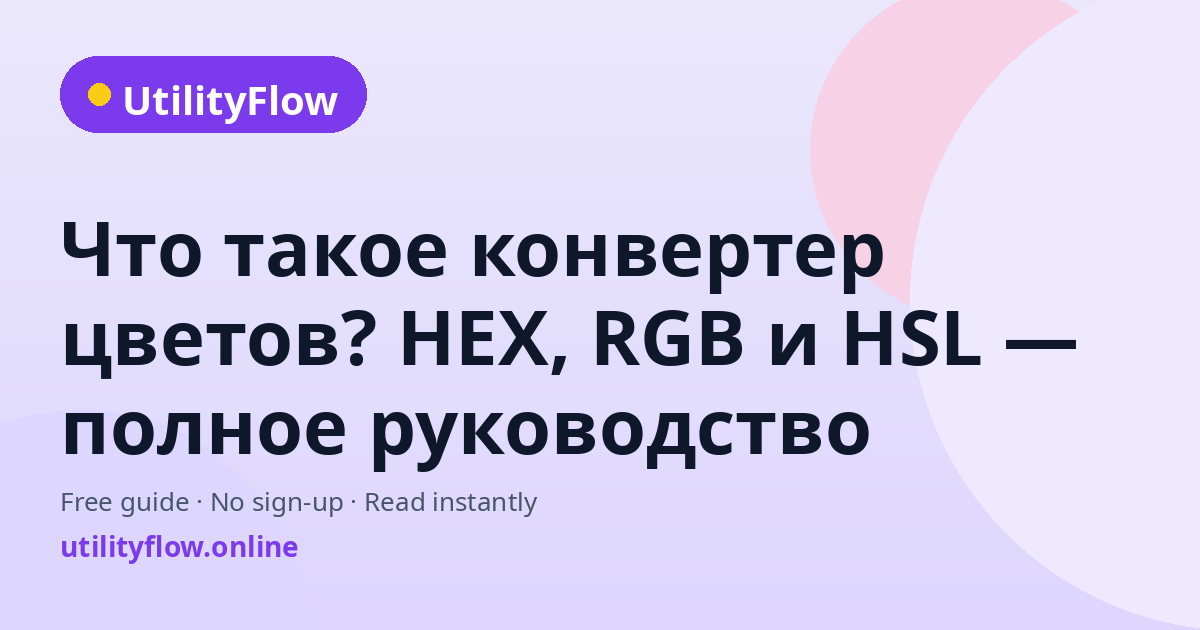 UtilityFlow
Что такое конвертер
цветов? HEX, RGB и HSL —
полное руководство
Free guide · No sign-up · Read instantly
utilityflow.online